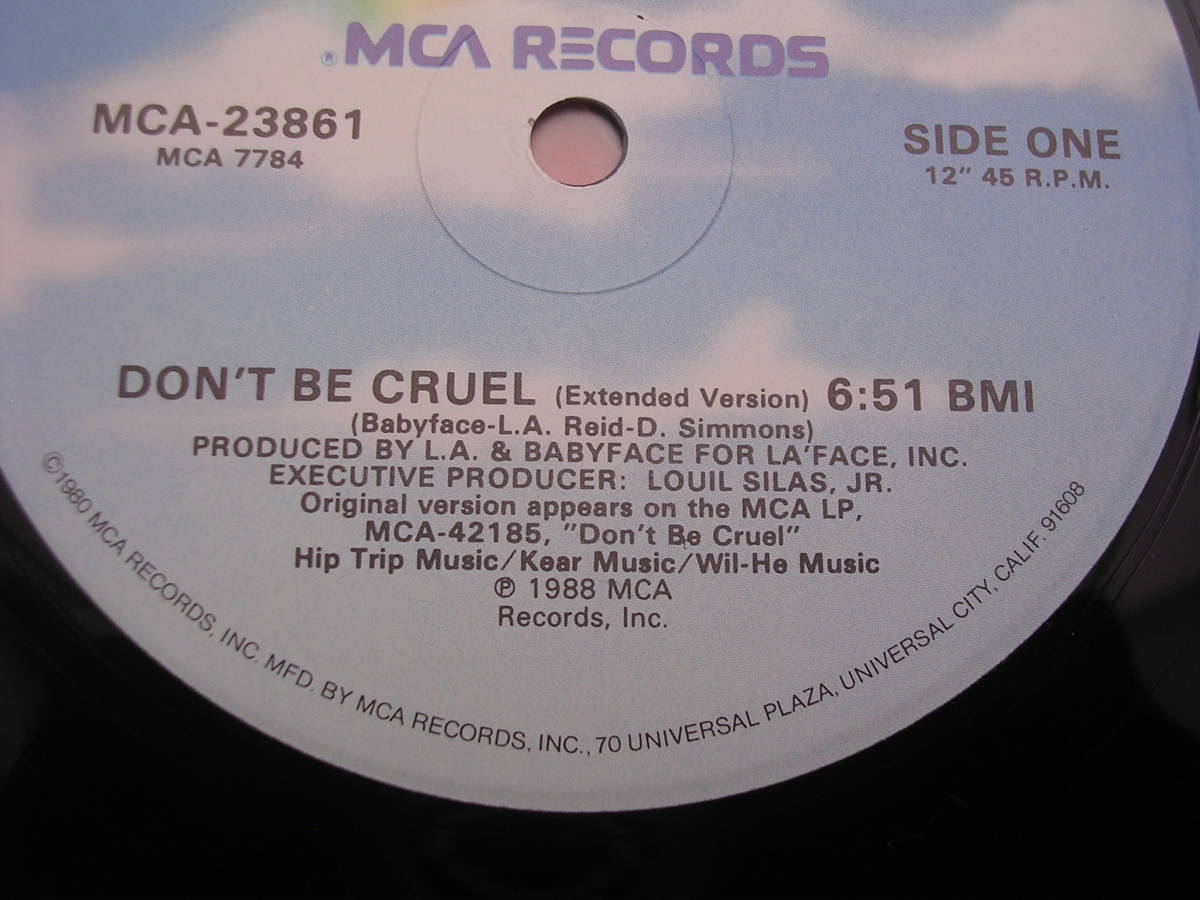 ® MCA RECORDS
MCA-23861
MCA 7784
SIDE ONE
12" 45 R.P.M.
DON'T BE CRUEL (Extended Version) 6:51 BMI
(Babyface-L.A. Reid-D. Simmons)
PRODUCED BY L.A. & BABYFACE FOR LA'FACE, INC.
EXECUTIVE PRODUCER: LOUIL SILAS, JR.
Original version appears on the MCA LP,
MCA-42185, "Don't Be Cruel"
Hip Trip Music/Kear Music/Wil-He Music
℗ 1988 MCA
Records, Inc.
©1980 MCA RECORDS, INC. MFD. BY MCA RECORDS, INC., 70 UNIVERSAL PLAZA, UNIVERSAL CITY, CALIF. 91608